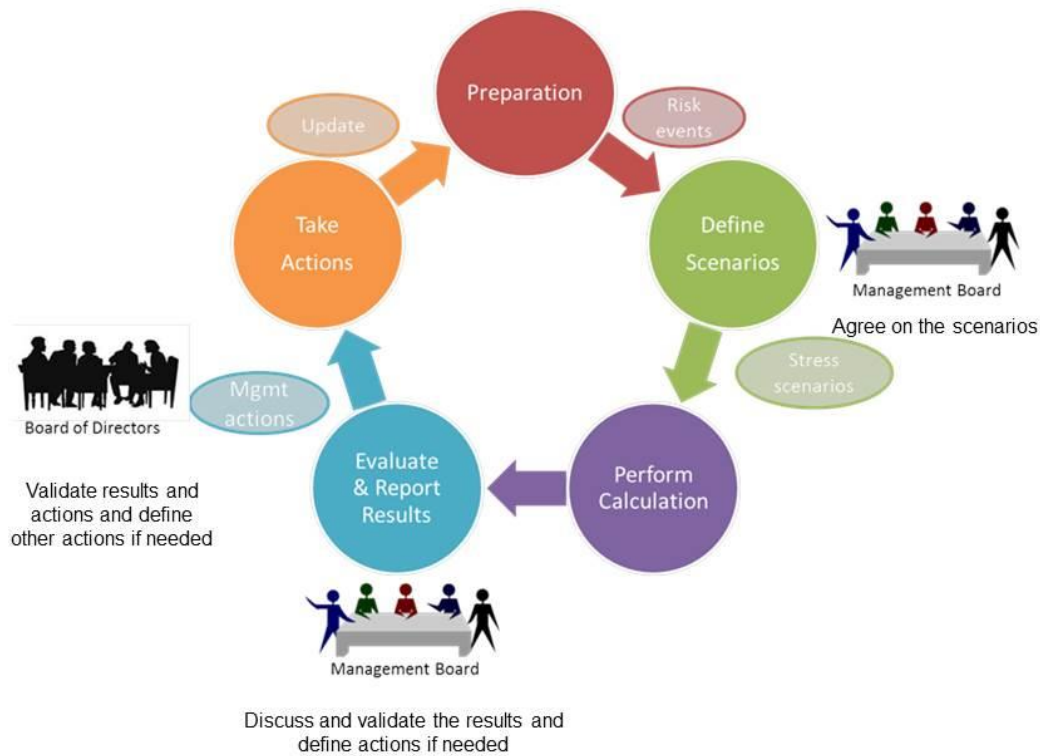 Preparation
Risk
events
Update
Take
Actions
Define
Scenarios
Management Board
Agree on the scenarios
Stress
scenarios
Mgmt
actions
Board of Directors
Evaluate
& Report
Results
Perform
Calculation
Validate results and
actions and define
other actions if needed
Management Board
Discuss and validate the results and
define actions if needed